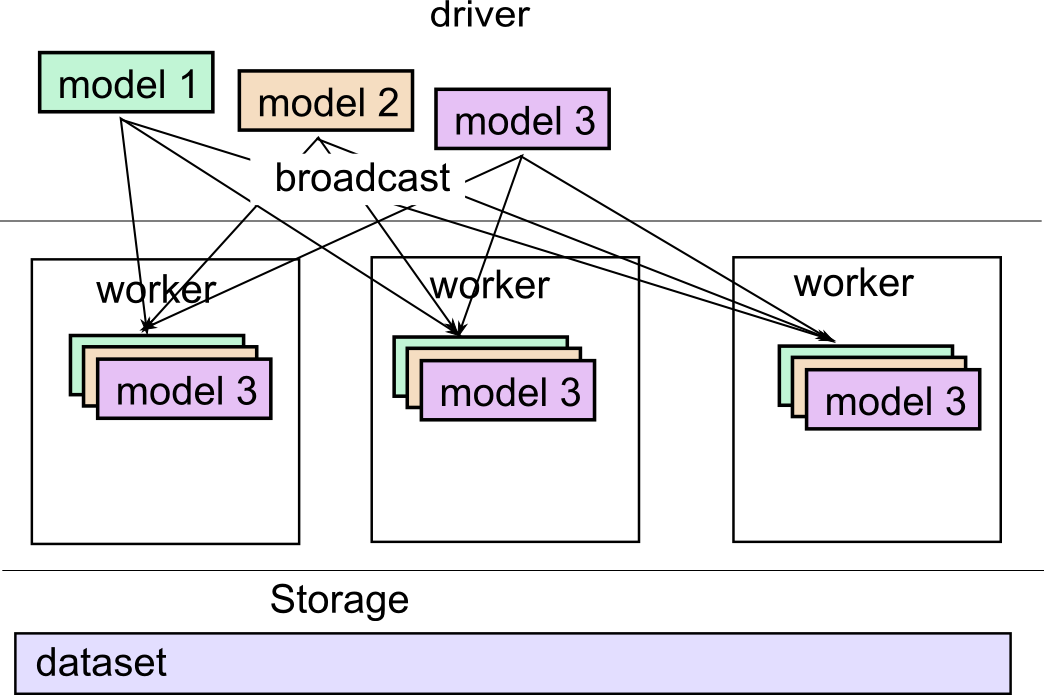 driver
model 1
model 2
model 3
broadcast
worker
worker
worker
model 3
model 3
model 3
Storage
dataset